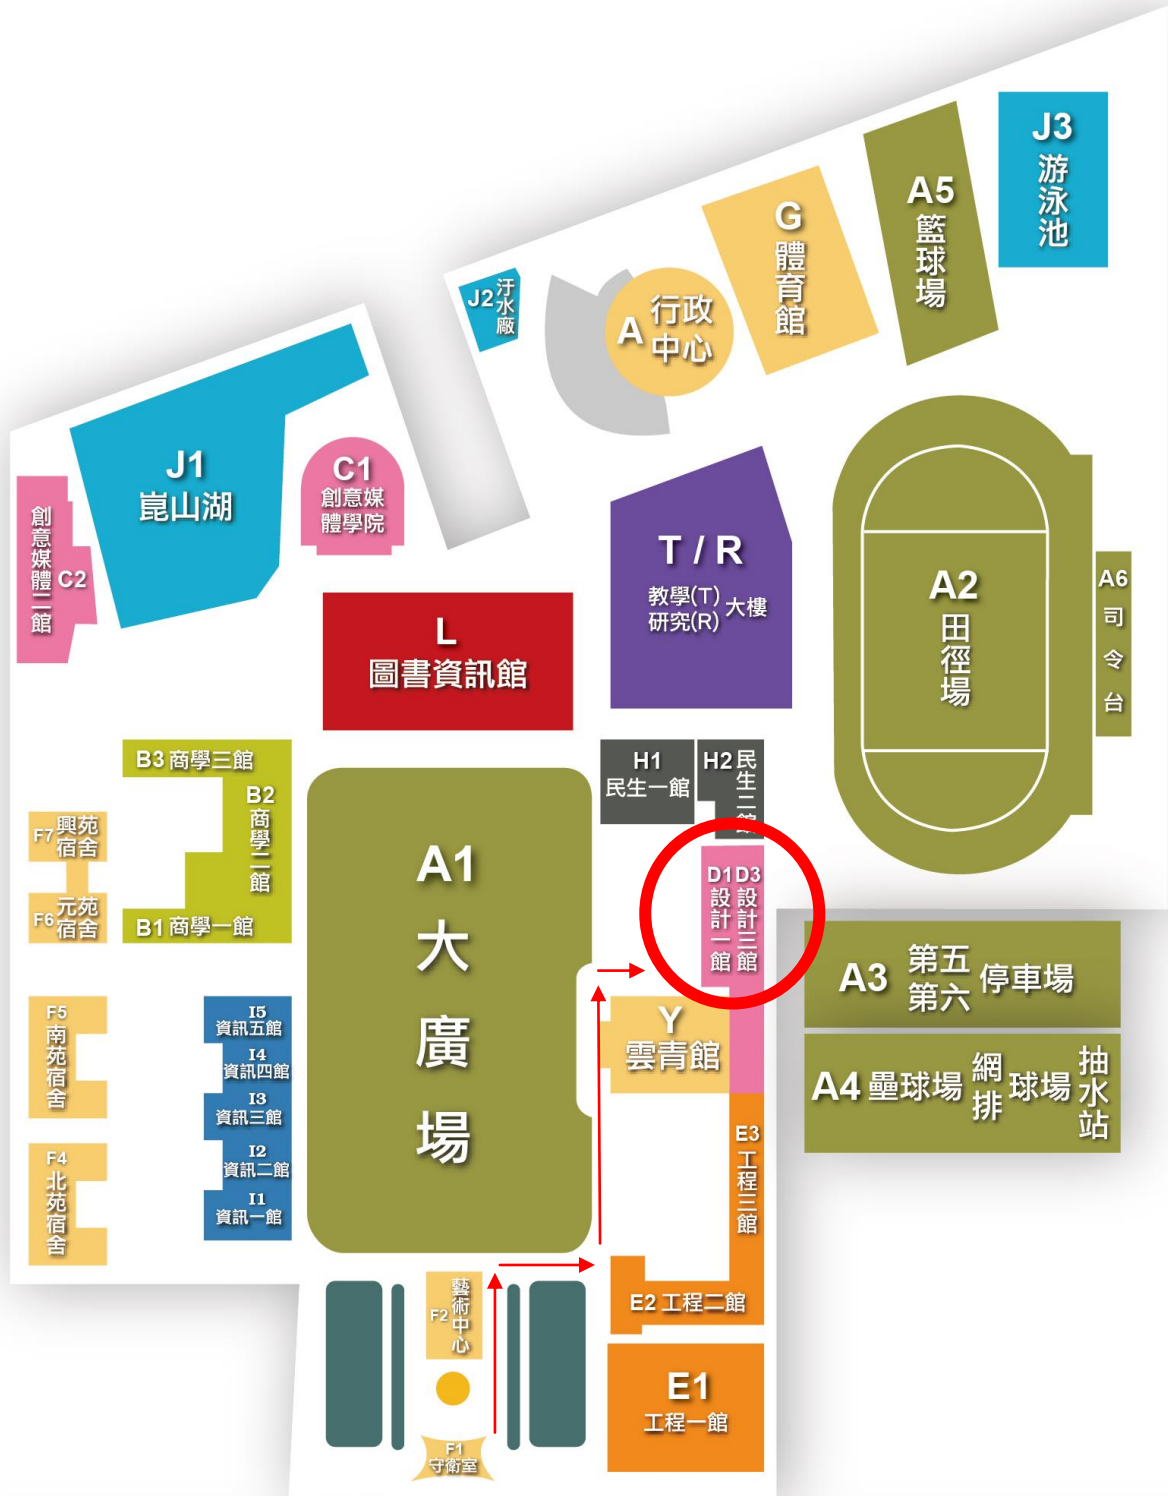 J3
游泳池
A5
籃球場
G
體育館
J2 汙水廠
A 行政中心
J1
崑山湖
C1
創意媒
體學院
創意媒體二館 C2
T / R
教學(T)
研究(R) 大樓
A2
田徑場
A6
司令台
L
圖書資訊館
B3 商學三館
B2
商學二館
B1 商學一館
H1
民生一館
H2 民生二館
F7 興苑宿舍
F6 元苑宿舍
A1
大廣場
D1 設計一館
D3 設計三館
A3 第五第六停車場
A4 壘球場 網排球場 抽水站
Y
雲青館
F5
南苑宿舍
I5
資訊五館
I4
資訊四館
I3
資訊三館
I2
資訊二館
I1
資訊一館
F4
北苑宿舍
E3
工程三館
F2 藝術中心
E2 工程二館
E1
工程一館
F1
守衛室